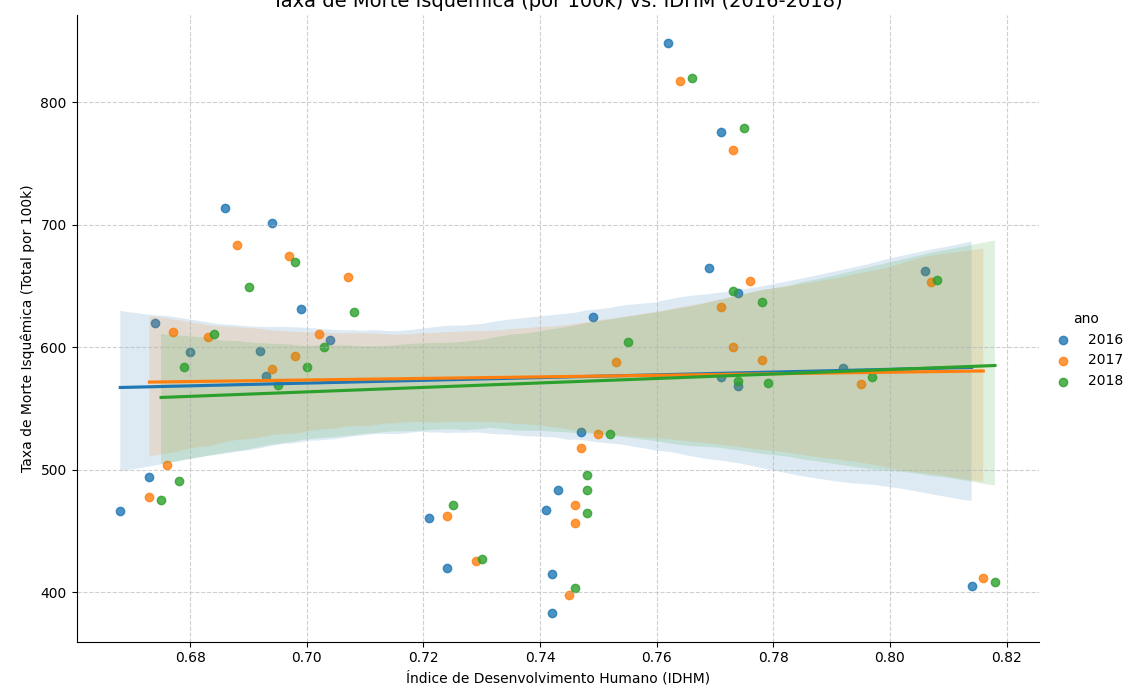 Taxa de Morte Isquêmica (por 100k) vs. IDHM (2016-2018)
Taxa de Morte Isquêmica (Total por 100k)
800
700
600
500
400
0.68 0.70 0.72 0.74 0.76 0.78 0.80 0.82
Índice de Desenvolvimento Humano (IDHM)
ano
2016
2017
2018